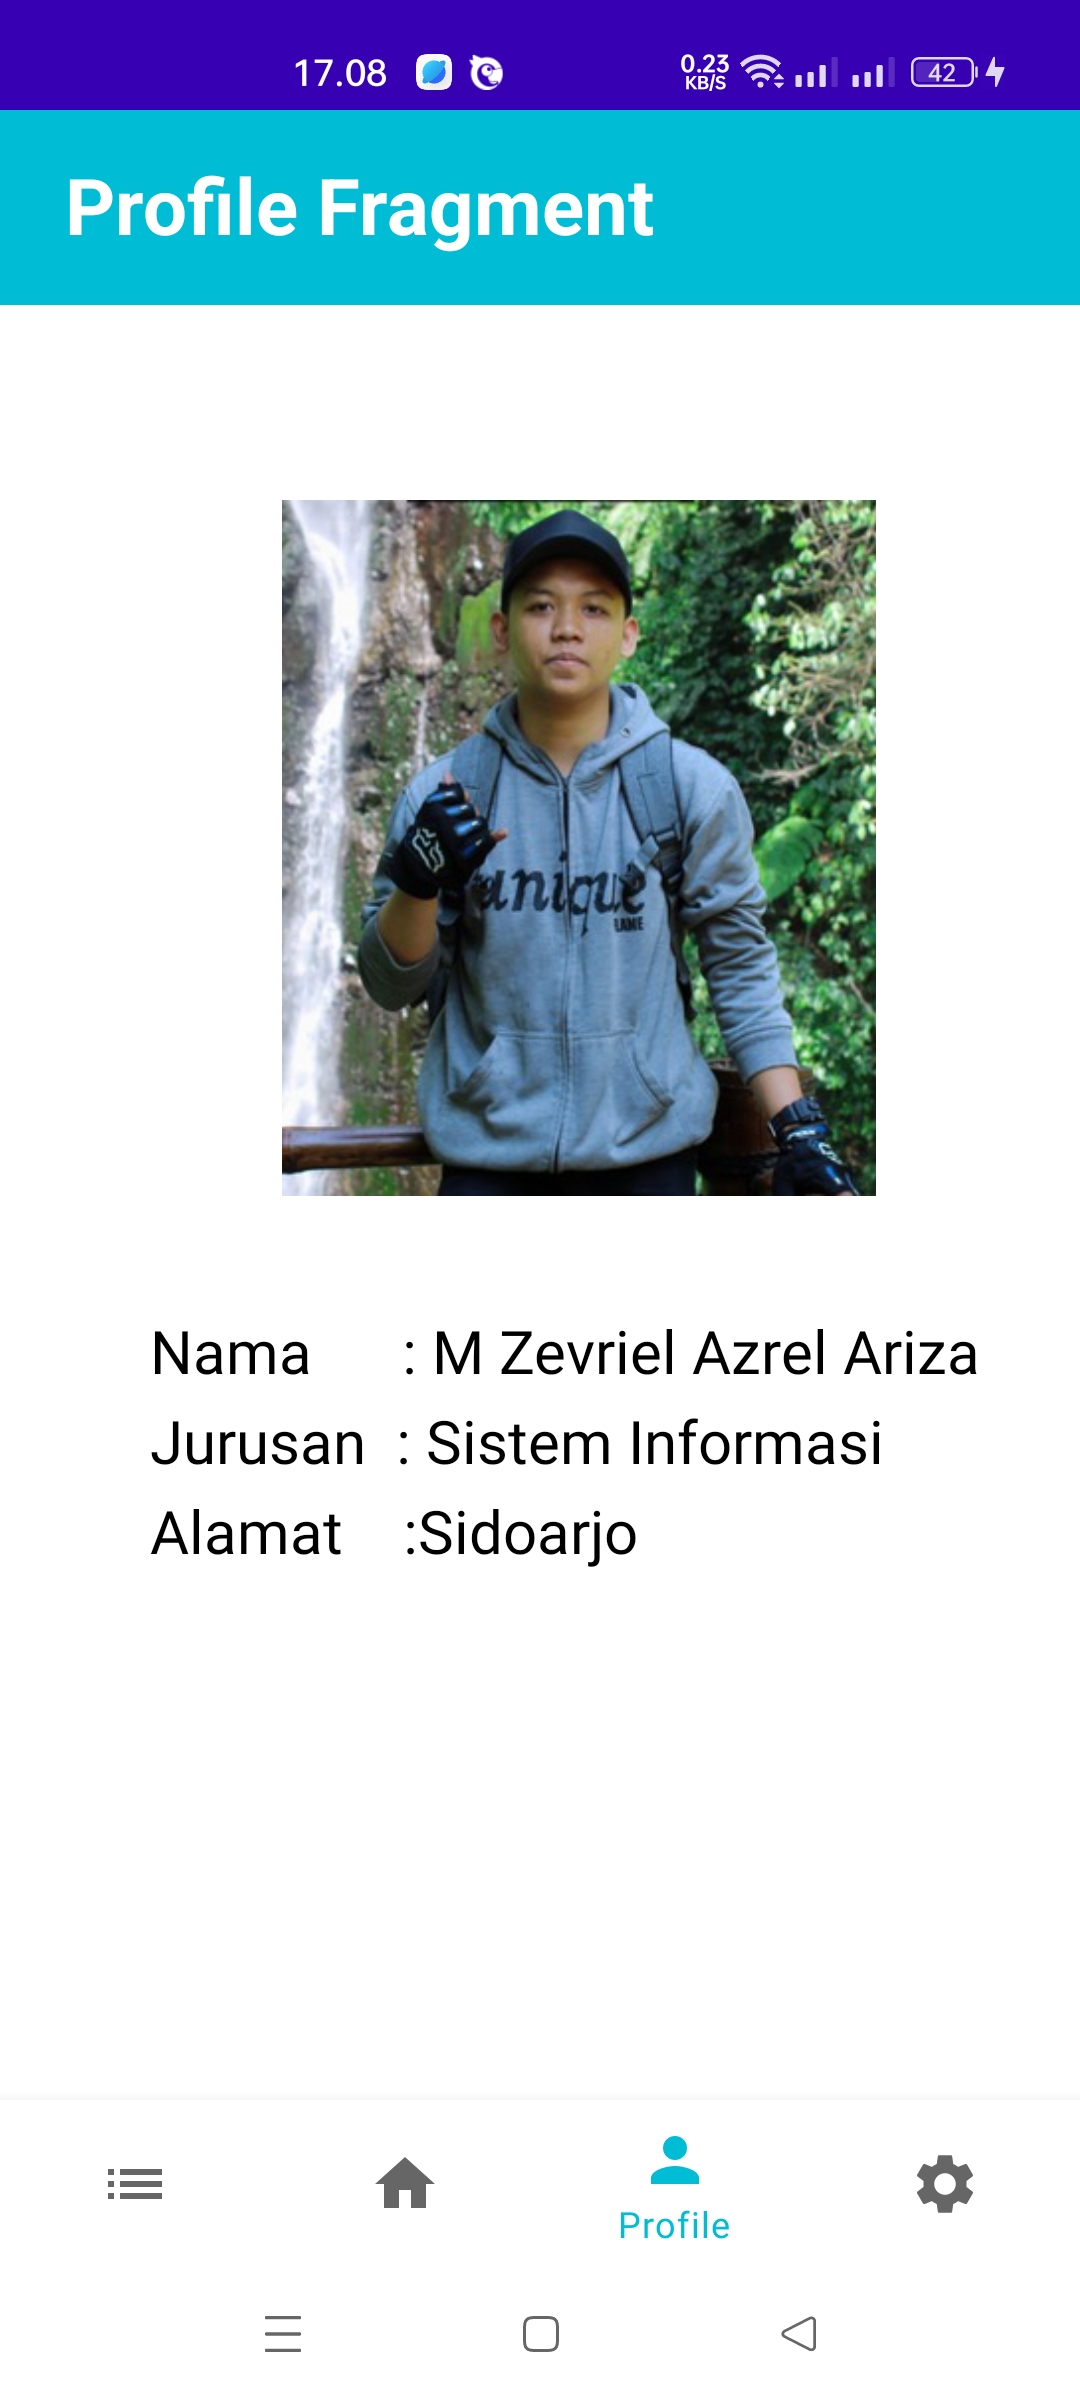 17.08
0.23
KB/S
42
Profile Fragment
unique
LAME
Nama : M Zevriel Azrel Ariza
Jurusan : Sistem Informasi
Alamat :Sidoarjo
Profile